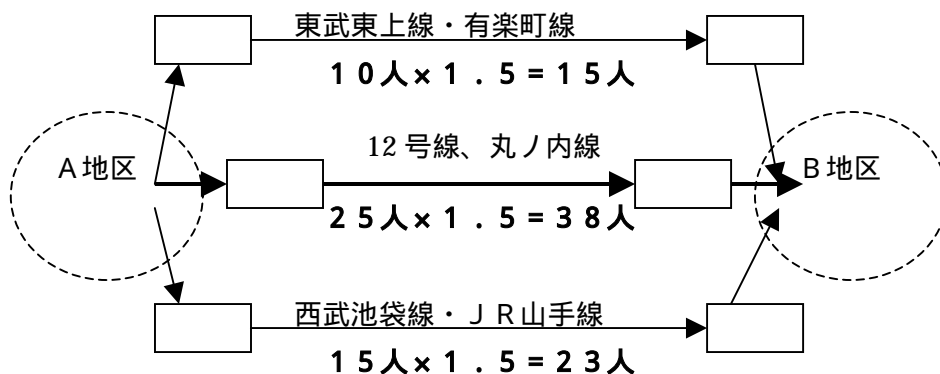 東武東上線・有楽町線
１０人×１．５＝１５人
12 号線、丸ノ内線
A地区
B地区
２５人×１．５＝３８人
西武池袋線・ＪＲ山手線
１５人×１．５＝２３人